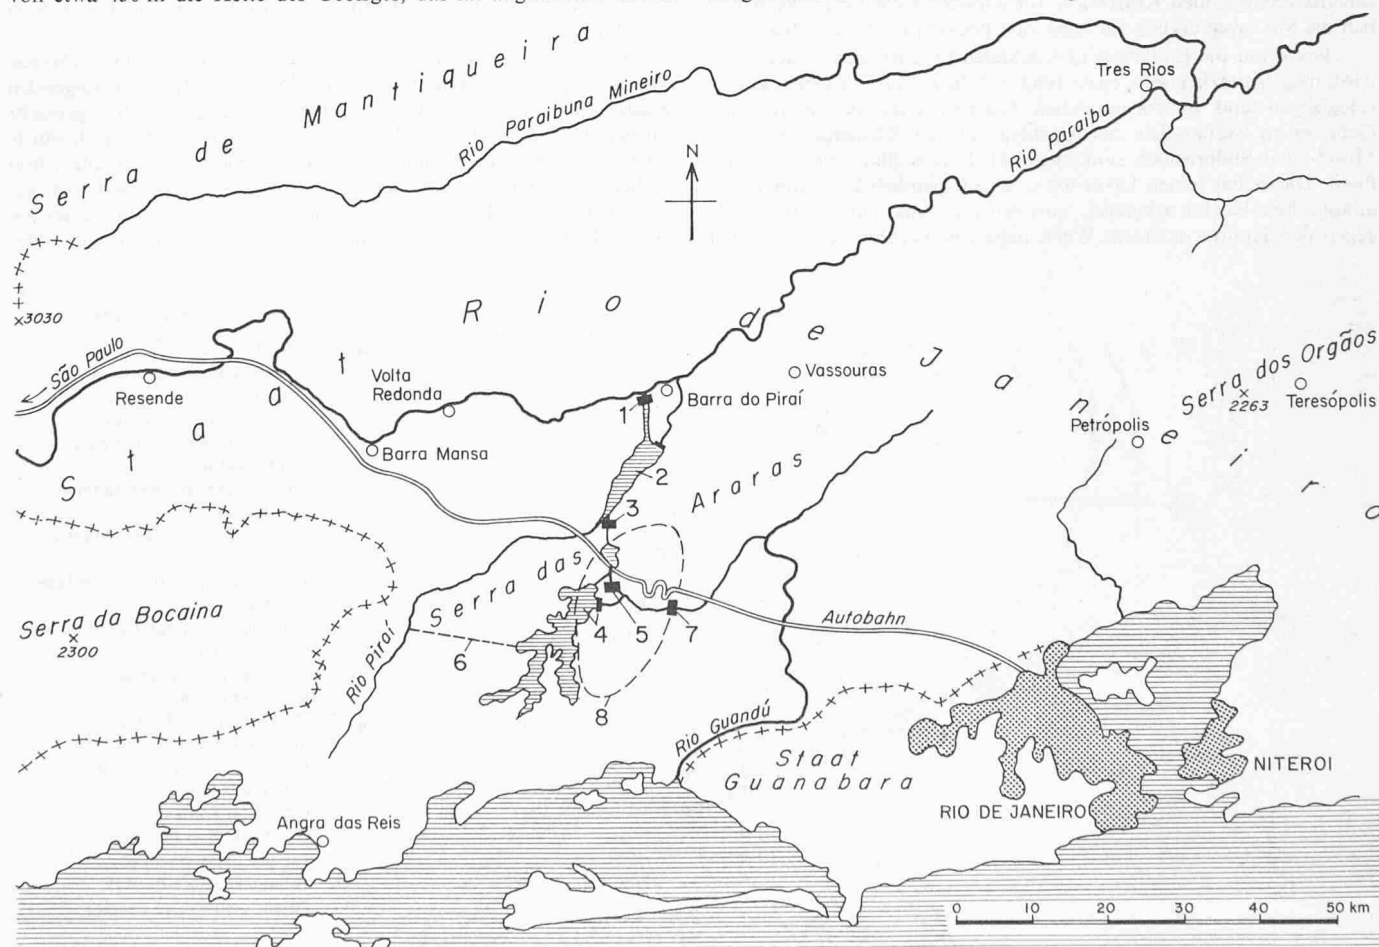 Serra de Mantiqueira
Rio Paraibuna Mineiro
Tres Rios
Rio Paraiba
N
3030
São Paulo
Resende
Volta
Redonda
Barra Mansa
Barra do Piraí
Vassouras
Staat Rio de Janeiro
Serra dos Orgãos
2263
Teresópolis
Petrópolis
1
2
3
4
5
6
7
8
Serra das Araras
Serra da Bocaina
2300
Rio Piraí
Autobahn
Rio Guandú
Staat
Guanabara
NITEROI
RIO DE JANEIRO
Angra das Reis
0 10 20 30 40 50 km